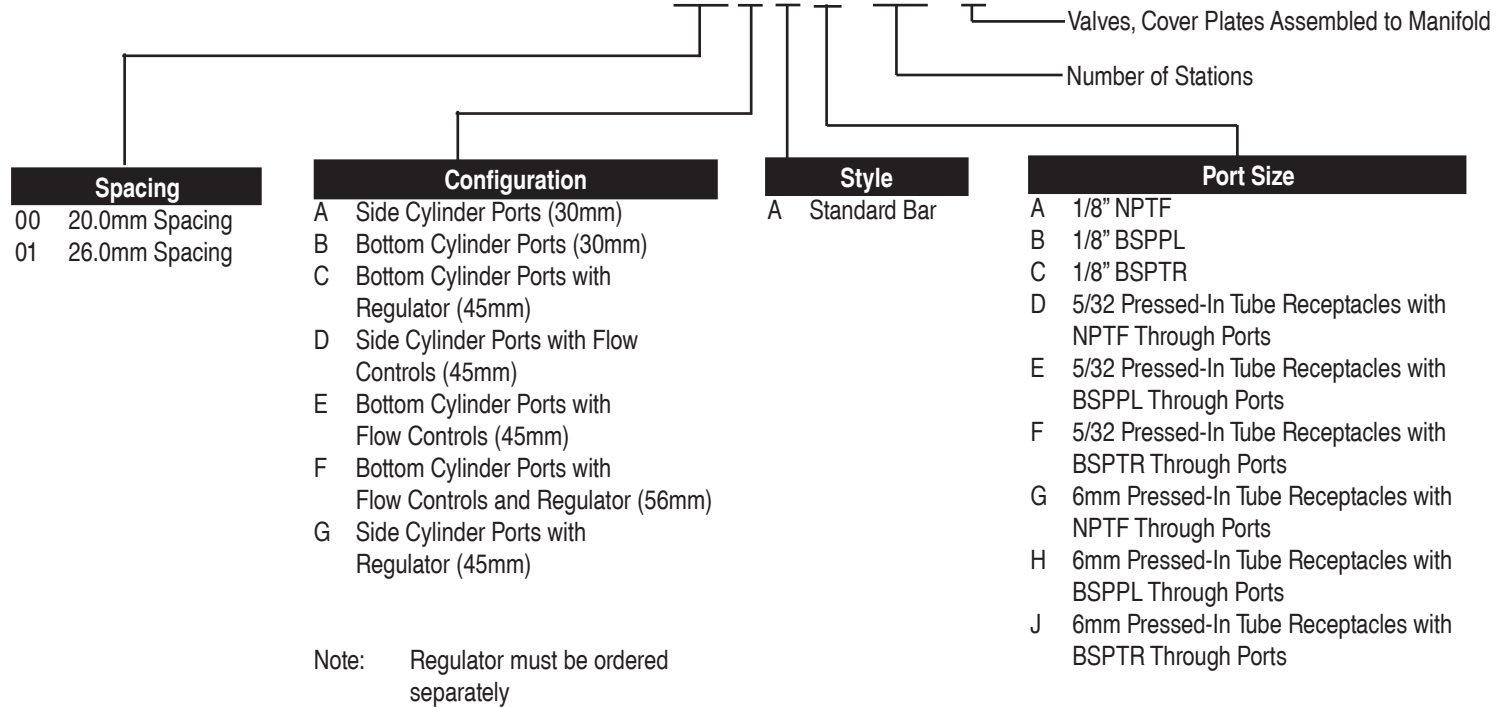 Valves, Cover Plates Assembled to Manifold
Number of Stations
Spacing
00 20.0mm Spacing
01 26.0mm Spacing
Configuration
A Side Cylinder Ports (30mm)
B Bottom Cylinder Ports (30mm)
C Bottom Cylinder Ports with
Regulator (45mm)
D Side Cylinder Ports with Flow
Controls (45mm)
E Bottom Cylinder Ports with
Flow Controls (45mm)
F Bottom Cylinder Ports with
Flow Controls and Regulator (56mm)
G Side Cylinder Ports with
Regulator (45mm)
Note: Regulator must be ordered
separately
Style
A Standard Bar
Port Size
A 1/8” NPTF
B 1/8” BSPPL
C 1/8” BSPTR
D 5/32 Pressed-In Tube Receptacles with
NPTF Through Ports
E 5/32 Pressed-In Tube Receptacles with
BSPPL Through Ports
F 5/32 Pressed-In Tube Receptacles with
BSPTR Through Ports
G 6mm Pressed-In Tube Receptacles with
NPTF Through Ports
H 6mm Pressed-In Tube Receptacles with
BSPPL Through Ports
J 6mm Pressed-In Tube Receptacles with
BSPTR Through Ports